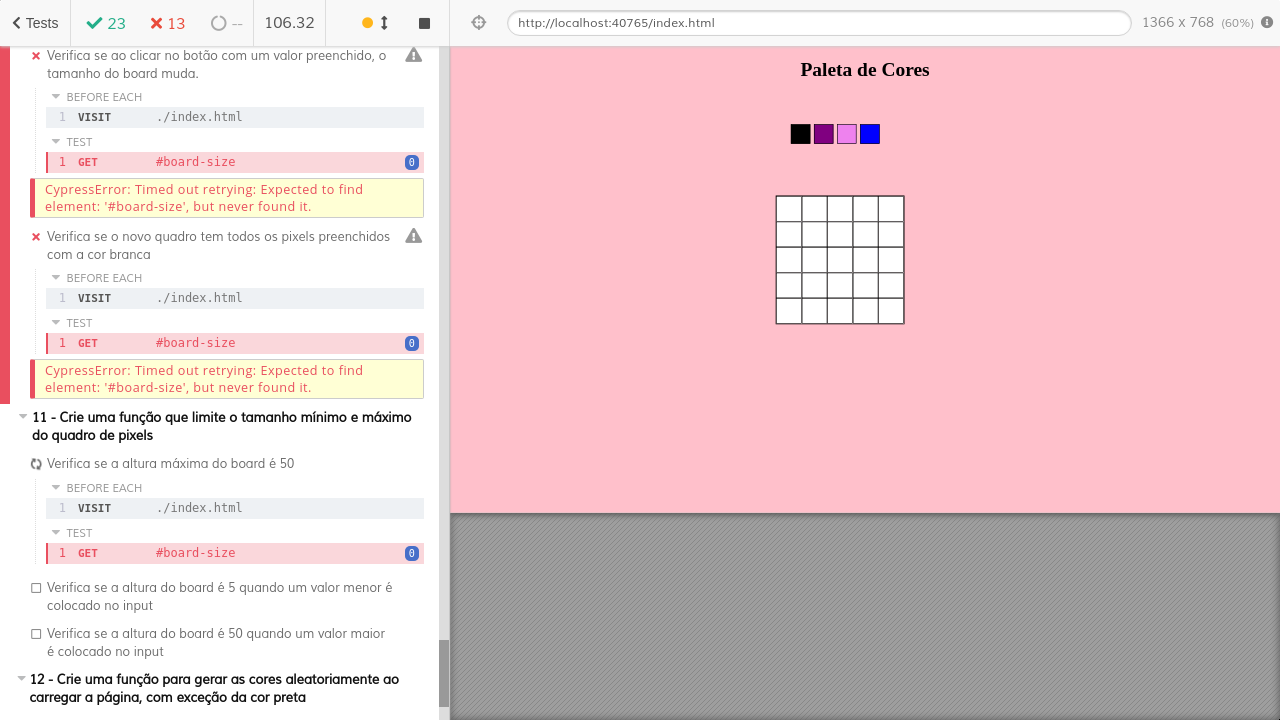 Tests
23
13
--
106.32
http://localhost:40765/index.html
1366 x 768 (60%)
Verifica se ao clicar no botão com um valor preenchido, o
tamanho do board muda.
BEFORE EACH
1 VISIT ./index.html
TEST
1 GET #board-size 0
CypressError: Timed out retrying: Expected to find
element: '#board-size', but never found it.
Verifica se o novo quadro tem todos os pixels preenchidos
com a cor branca
BEFORE EACH
1 VISIT ./index.html
TEST
1 GET #board-size 0
CypressError: Timed out retrying: Expected to find
element: '#board-size', but never found it.
11 - Crie uma função que limite o tamanho mínimo e máximo
do quadro de pixels
Verifica se a altura máxima do board é 50
BEFORE EACH
1 VISIT ./index.html
TEST
1 GET #board-size 0
Verifica se a altura do board é 5 quando um valor menor é
colocado no input
Verifica se a altura do board é 50 quando um valor maior
é colocado no input
12 - Crie uma função para gerar as cores aleatoriamente ao
carregar a página, com exceção da cor preta
Paleta de Cores